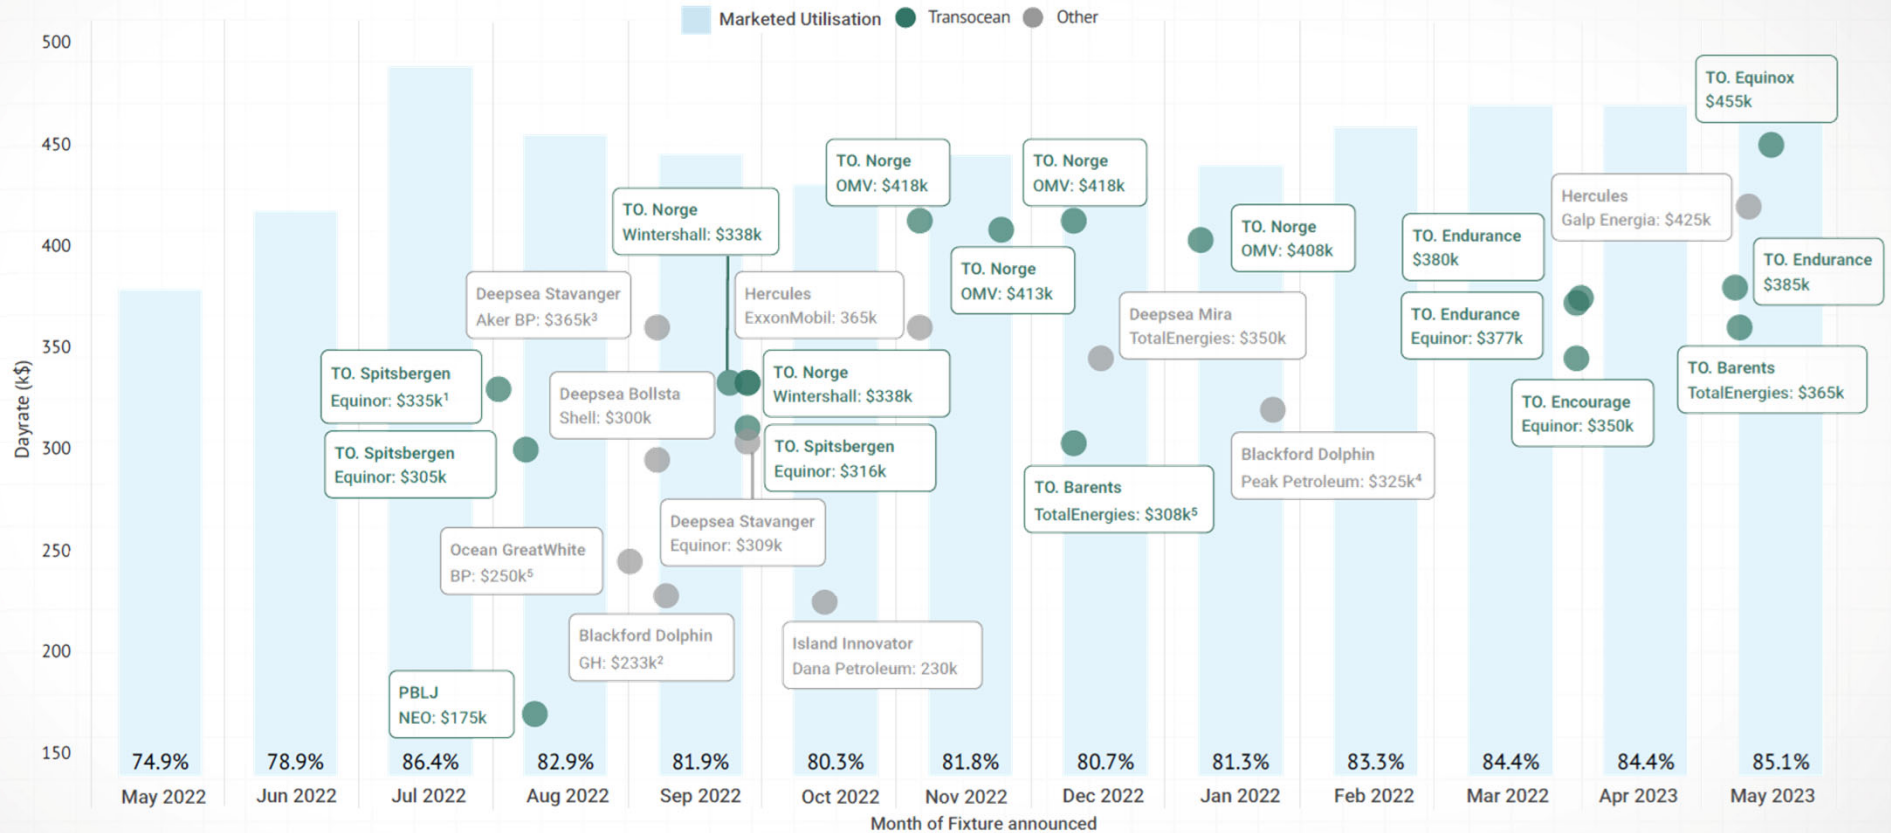 Marketed Utilisation
Transocean
Other
Dayrate (k$)
500
450
400
350
300
250
200
150
TO. Spitsbergen
Equinor: $335k¹
TO. Spitsbergen
Equinor: $305k
PBLJ
NEO: $175k
Deepsea Stavanger
Aker BP: $365k³
Deepsea Bollsta
Shell: $300k
Ocean GreatWhite
BP: $250k⁵
Blackford Dolphin
GH: $233k²
TO. Norge
Wintershall: $338k
TO. Norge
Wintershall: $338k
TO. Spitsbergen
Equinor: $316k
Deepsea Stavanger
Equinor: $309k
Hercules
ExxonMobil: 365k
Island Innovator
Dana Petroleum: 230k
TO. Norge
OMV: $418k
TO. Norge
OMV: $413k
TO. Norge
OMV: $418k
Deepsea Mira
TotalEnergies: $350k
TO. Barents
TotalEnergies: $308k⁵
TO. Norge
OMV: $408k
Blackford Dolphin
Peak Petroleum: $325k⁴
TO. Endurance
$380k
TO. Endurance
Equinor: $377k
TO. Encourage
Equinor: $350k
TO. Equinox
$455k
Hercules
Galp Energia: $425k
TO. Endurance
$385k
TO. Barents
TotalEnergies: $365k
74.9%
78.9%
86.4%
82.9%
81.9%
80.3%
81.8%
80.7%
81.3%
83.3%
84.4%
84.4%
85.1%
May 2022
Jun 2022
Jul 2022
Aug 2022
Sep 2022
Oct 2022
Nov 2022
Dec 2022
Jan 2022
Feb 2022
Mar 2022
Apr 2023
May 2023
Month of Fixture announced